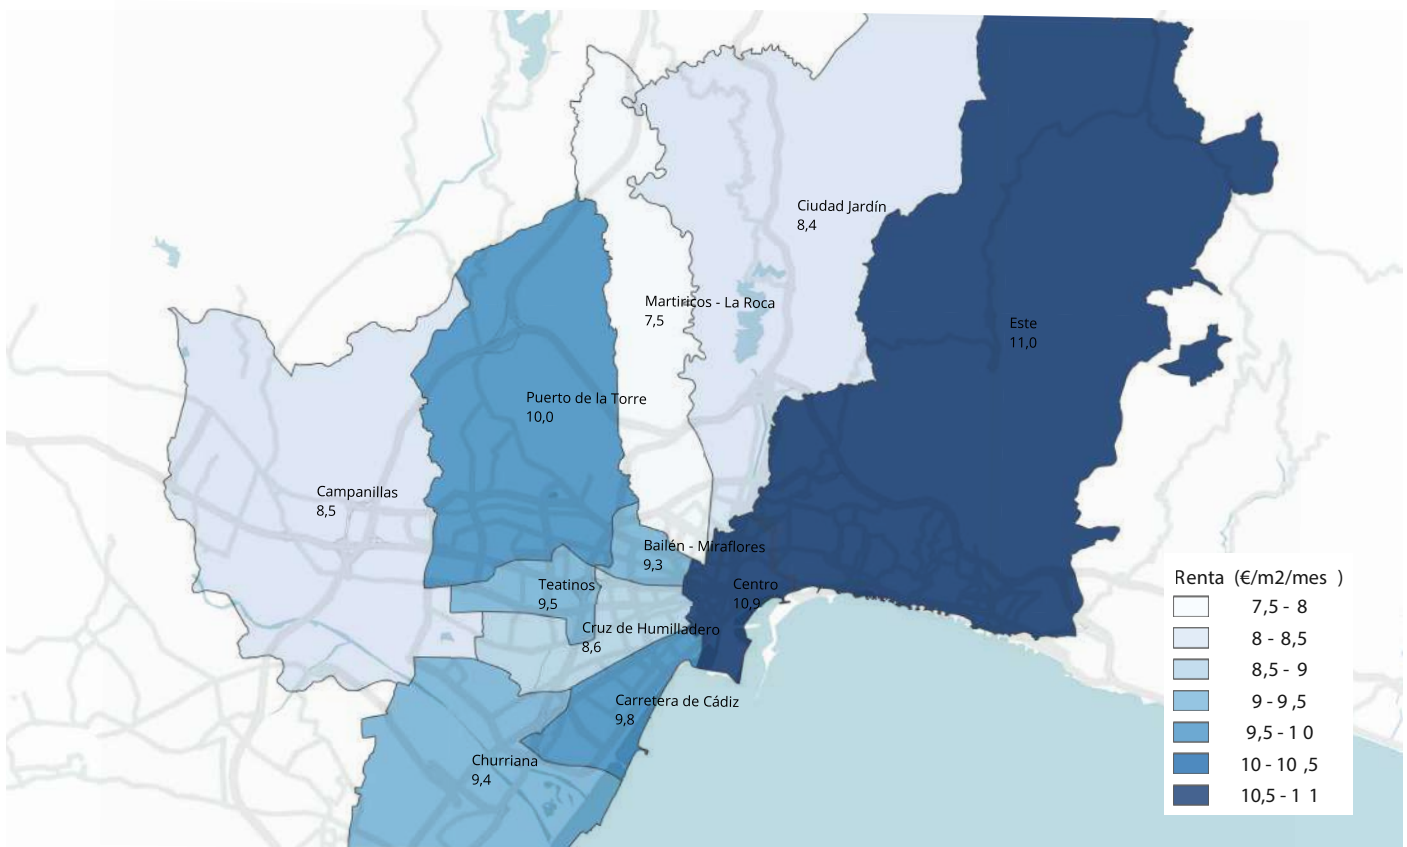 Ciudad Jardín
8,4
Martiricos - La Roca
7,5
Este
11,0
Puerto de la Torre
10,0
Campanillas
8,5
Bailén - Miraflores
9,3
Teatinos
9,5
Centro
10,9
Cruz de Humilladero
8,6
Carretera de Cádiz
9,8
Churriana
9,4
Renta (€/m2/mes )
7,5 - 8
8 - 8,5
8,5 - 9
9 - 9 ,5
9,5 - 1 0
10 - 10 ,5
10,5 - 1 1